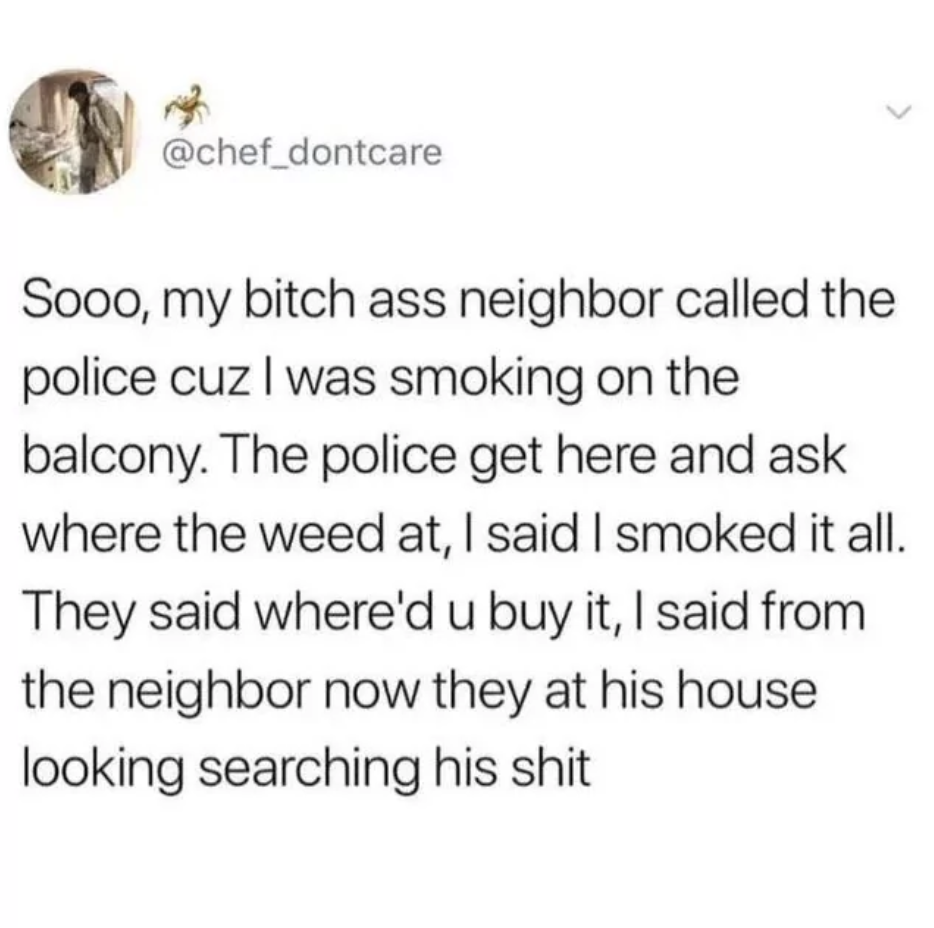 @chef_dontcare
Sooo, my bitch ass neighbor called the
police cuz I was smoking on the
balcony. The police get here and ask
where the weed at, I said I smoked it all.
They said where'd u buy it, I said from
the neighbor now they at his house
looking searching his shit